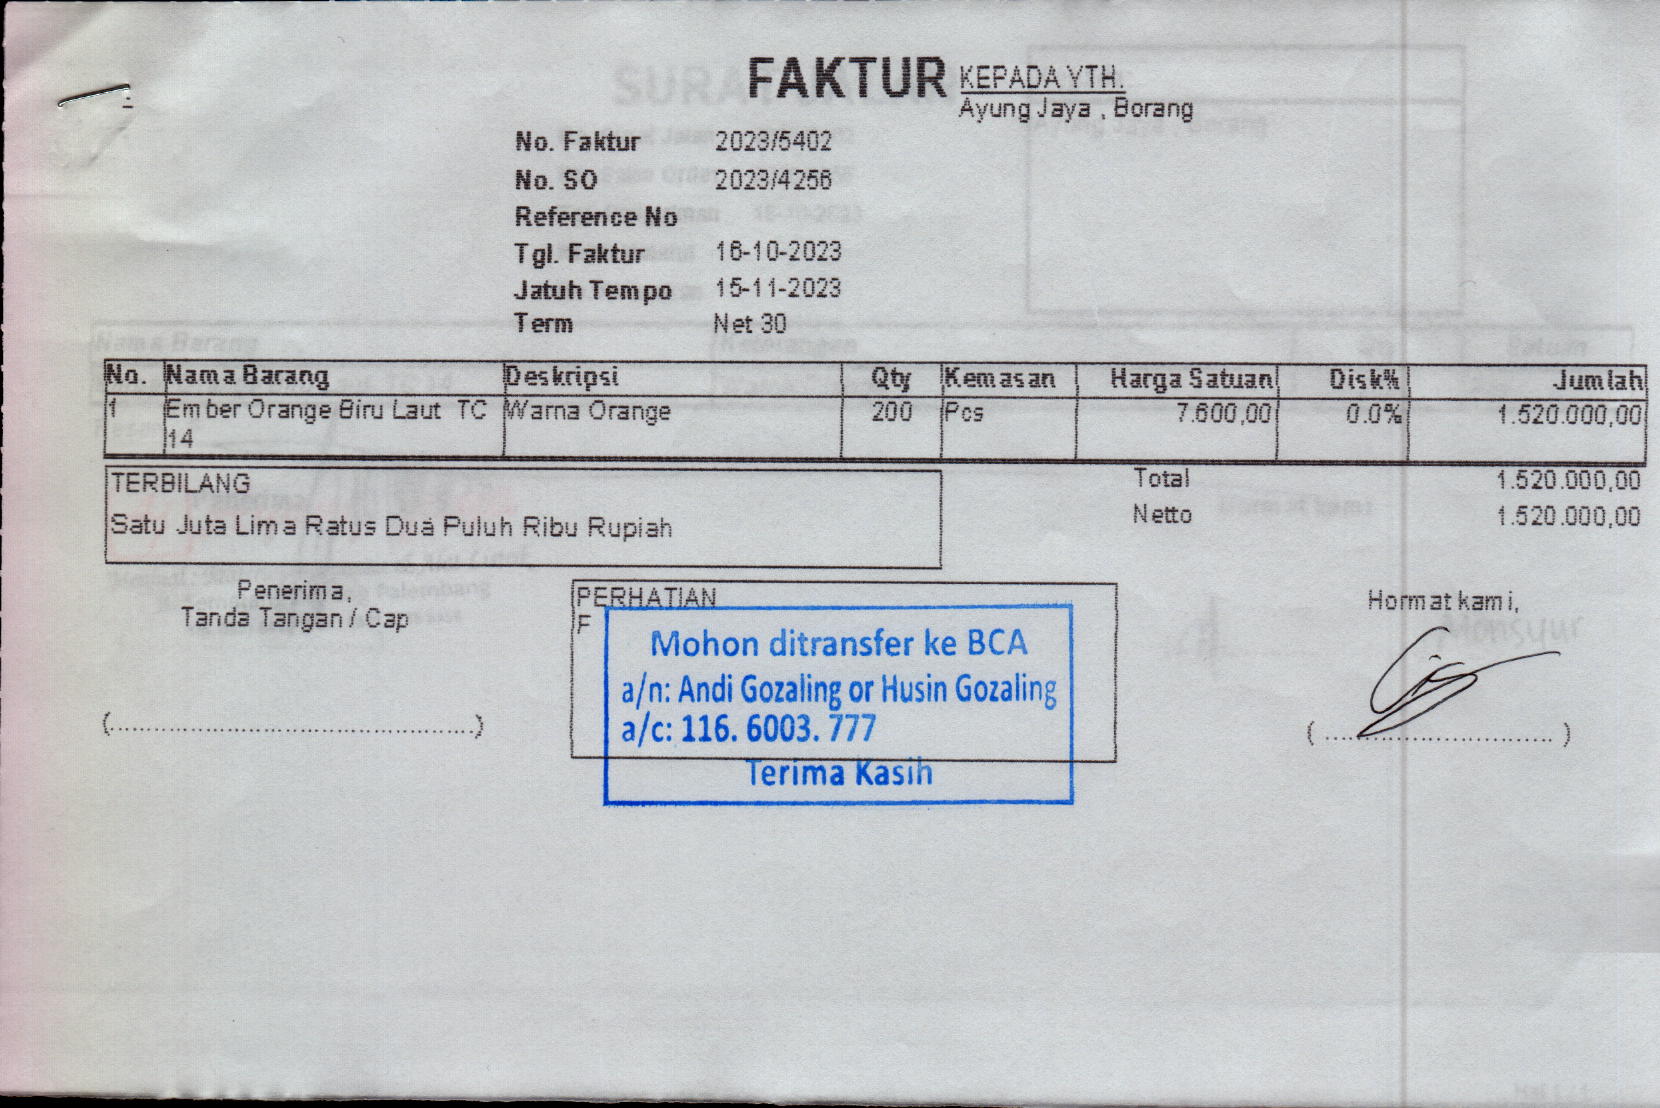 FAKTUR
KEPADA YTH.
Ayung Jaya , Borang
No. Faktur 2023/5402
No. SO 2023/4256
Reference No
Tgl. Faktur 16-10-2023
Jatuh Tempo 15-11-2023
Term Net 30
No. Nama Barang Deskripsi Qty Kemasan Harga Satuan Disk% Jumlah
1 Ember Orange Biru Laut TC Warna Orange 200 Pcs 7.600,00 0.0% 1.520.000,00
14
TERBILANG
Satu Juta Lima Ratus Dua Puluh Ribu Rupiah
Total 1.520.000,00
Netto 1.520.000,00
Penerima,
Tanda Tangan / Cap
(..................................................)
PERHATIAN
F
Mohon ditransfer ke BCA
a/n: Andi Gozaling or Husin Gozaling
a/c: 116. 6003. 777
Terima Kasih
Hormat kami,
( ................................ )